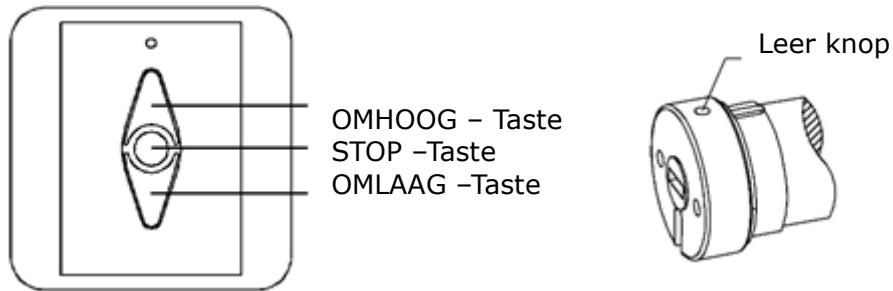 Leer knop
OMHOOG – Taste
STOP –Taste
OMLAAG –Taste